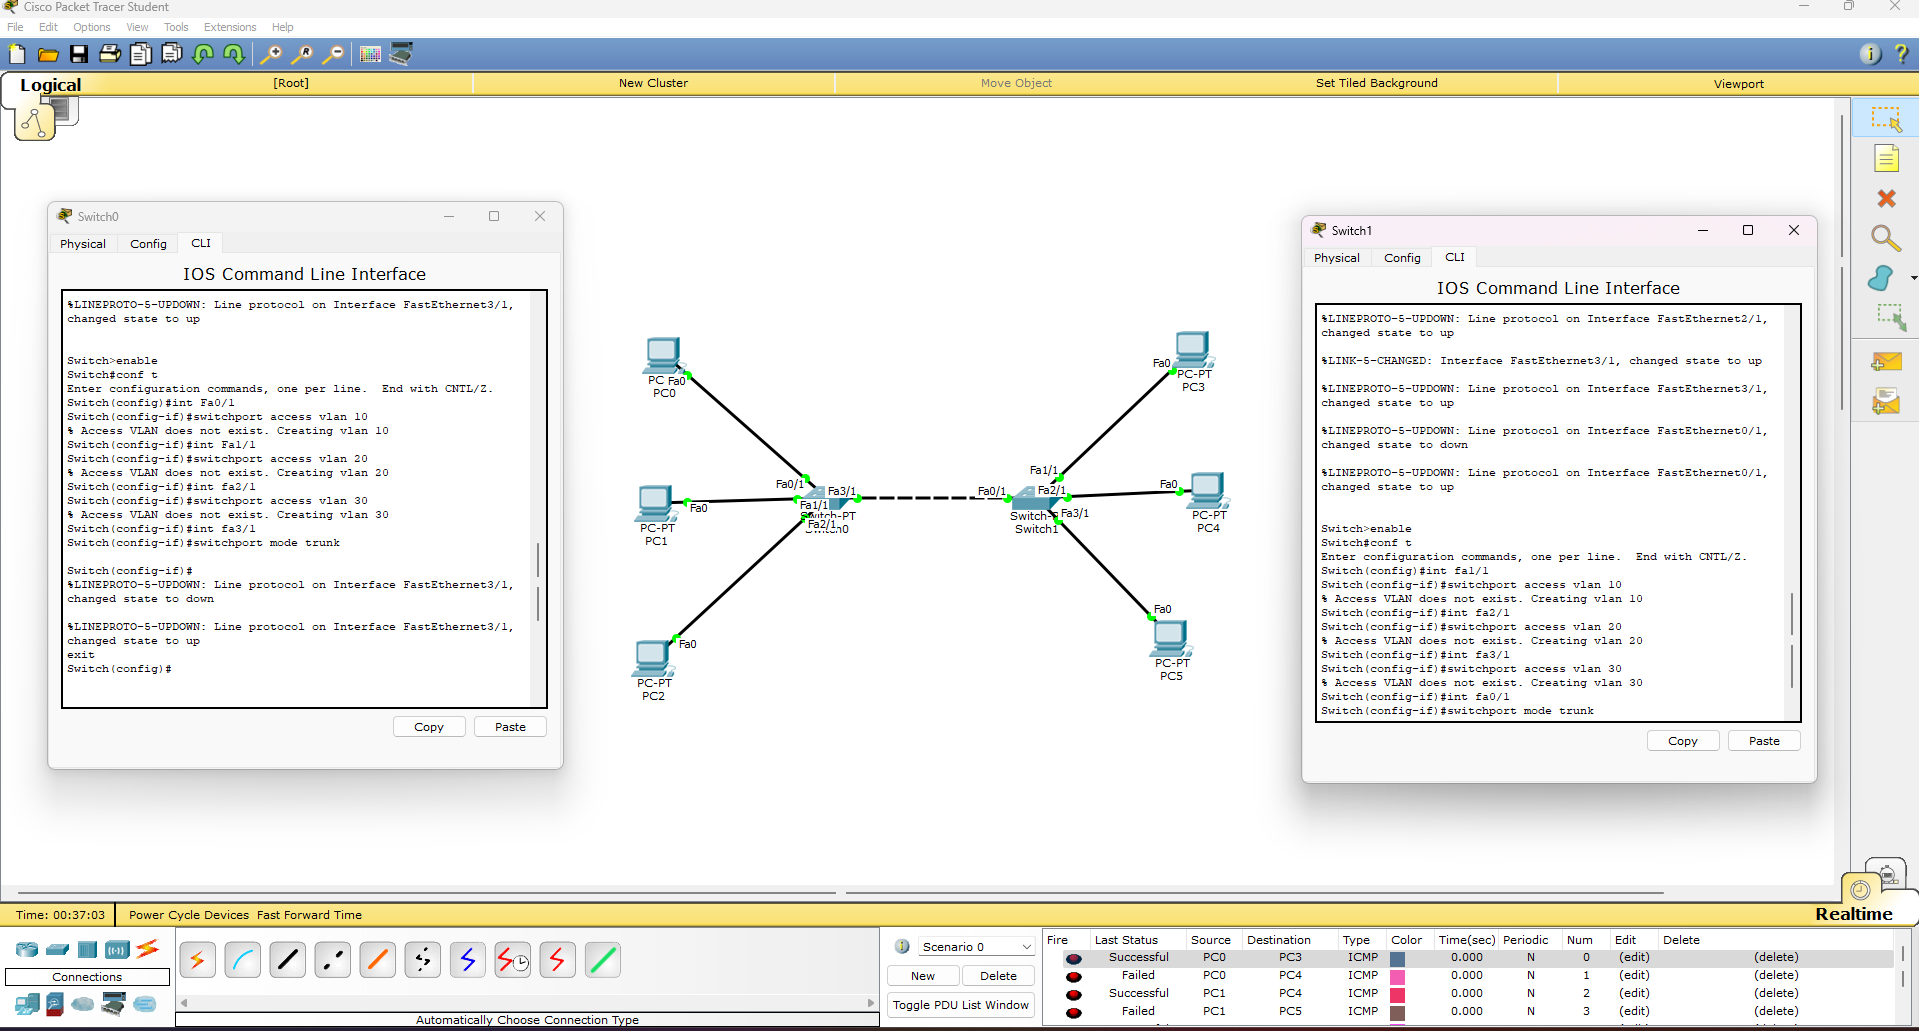 Cisco Packet Tracer Student
File Edit Options View Tools Extensions Help
Logical
[Root]
New Cluster
Move Object
Set Tiled Background
Viewport
Switch0
Physical Config CLI
IOS Command Line Interface
%LINEPROTO-5-UPDOWN: Line protocol on Interface FastEthernet3/1,
changed state to up
Switch>enable
Switch#conf t
Enter configuration commands, one per line.  End with CNTL/Z.
Switch(config)#int Fa0/1
Switch(config-if)#switchport access vlan 10
% Access VLAN does not exist. Creating vlan 10
Switch(config-if)#int Fa1/1
Switch(config-if)#switchport access vlan 20
% Access VLAN does not exist. Creating vlan 20
Switch(config-if)#int fa2/1
Switch(config-if)#switchport access vlan 30
% Access VLAN does not exist. Creating vlan 30
Switch(config-if)#int fa3/1
Switch(config-if)#switchport mode trunk
Switch(config-if)#
%LINEPROTO-5-UPDOWN: Line protocol on Interface FastEthernet3/1,
changed state to down
%LINEPROTO-5-UPDOWN: Line protocol on Interface FastEthernet3/1,
changed state to up
exit
Switch(config)#
Copy Paste
PC Fa0
PC0
Fa0
PC-PT
PC1
Fa0
PC-PT
PC2
Fa0/1
Fa3/1
Fa1/1
Switch-PT
Fa2/1
Switch0
Fa0/1
Fa1/1
Fa2/1
Fa3/1
Switch1
Fa0
PC-PT
PC3
Fa0
PC-PT
PC4
Fa0
PC-PT
PC5
Switch1
Physical Config CLI
IOS Command Line Interface
%LINEPROTO-5-UPDOWN: Line protocol on Interface FastEthernet2/1,
changed state to up
%LINK-5-CHANGED: Interface FastEthernet3/1, changed state to up
%LINEPROTO-5-UPDOWN: Line protocol on Interface FastEthernet3/1,
changed state to up
%LINEPROTO-5-UPDOWN: Line protocol on Interface FastEthernet0/1,
changed state to down
%LINEPROTO-5-UPDOWN: Line protocol on Interface FastEthernet0/1,
changed state to up
Switch>enable
Switch#conf t
Enter configuration commands, one per line.  End with CNTL/Z.
Switch(config)#int fa1/1
Switch(config-if)#switchport access vlan 10
% Access VLAN does not exist. Creating vlan 10
Switch(config-if)#int fa2/1
Switch(config-if)#switchport access vlan 20
% Access VLAN does not exist. Creating vlan 20
Switch(config-if)#int fa3/1
Switch(config-if)#switchport access vlan 30
% Access VLAN does not exist. Creating vlan 30
Switch(config-if)#int fa0/1
Switch(config-if)#switchport mode trunk
Copy Paste
Time: 00:37:03
Power Cycle Devices Fast Forward Time
Realtime
Connections
Automatically Choose Connection Type
Scenario 0
New Delete
Toggle PDU List Window
Fire Last Status Source Destination Type Color Time(sec) Periodic Num Edit Delete
Successful PC0 PC3 ICMP 0.000 N 0 (edit) (delete)
Failed PC0 PC4 ICMP 0.000 N 1 (edit) (delete)
Successful PC1 PC4 ICMP 0.000 N 2 (edit) (delete)
Failed PC1 PC5 ICMP 0.000 N 3 (edit) (delete)